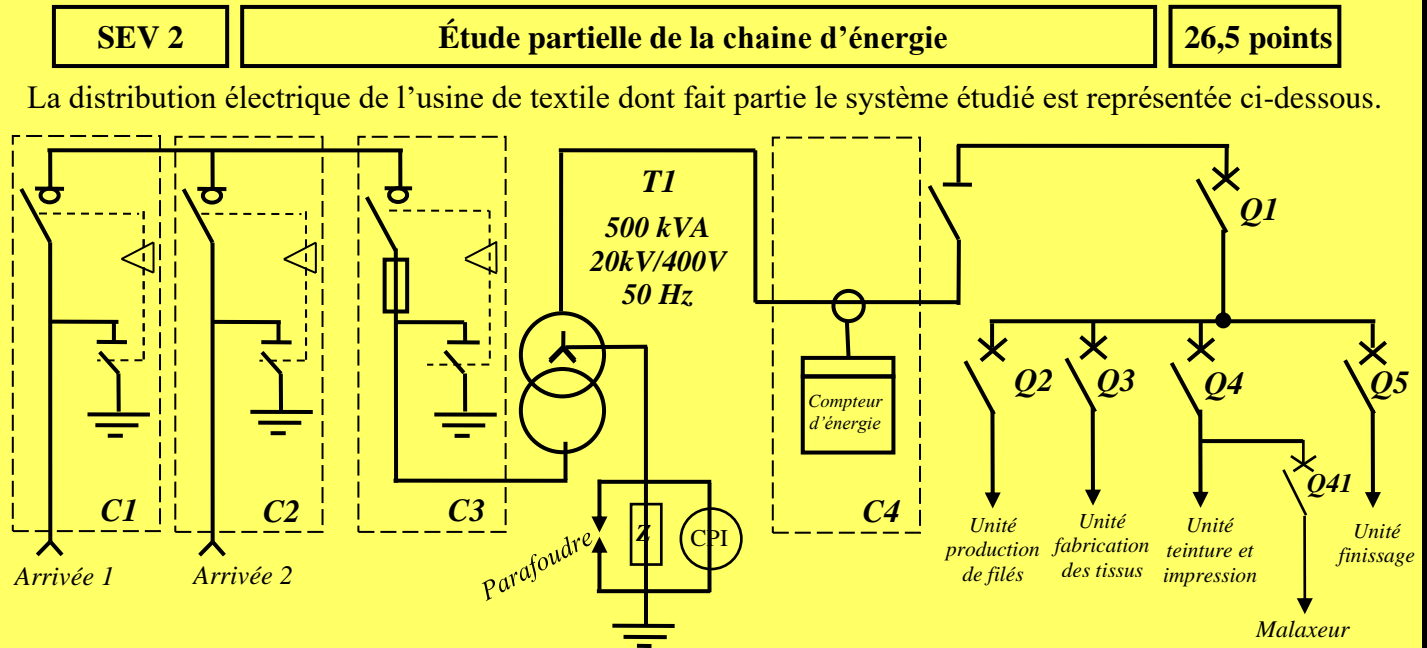 SEV 2
Étude partielle de la chaine d'énergie
26,5 points
La distribution électrique de l'usine de textile dont fait partie le système étudié est représentée ci-dessous.
T1
500 kVA
20kV/400V
50 Hz
Q1
Q2
Q3
Q4
Q5
Compteur
d'énergie
Q41
C1
C2
C3
C4
Z
CPI
Parafoudre
Arrivée 1
Arrivée 2
Unité
production
de filés
Unité
fabrication
des tissus
Unité
teinture et
impression
Unité
finissage
Malaxeur